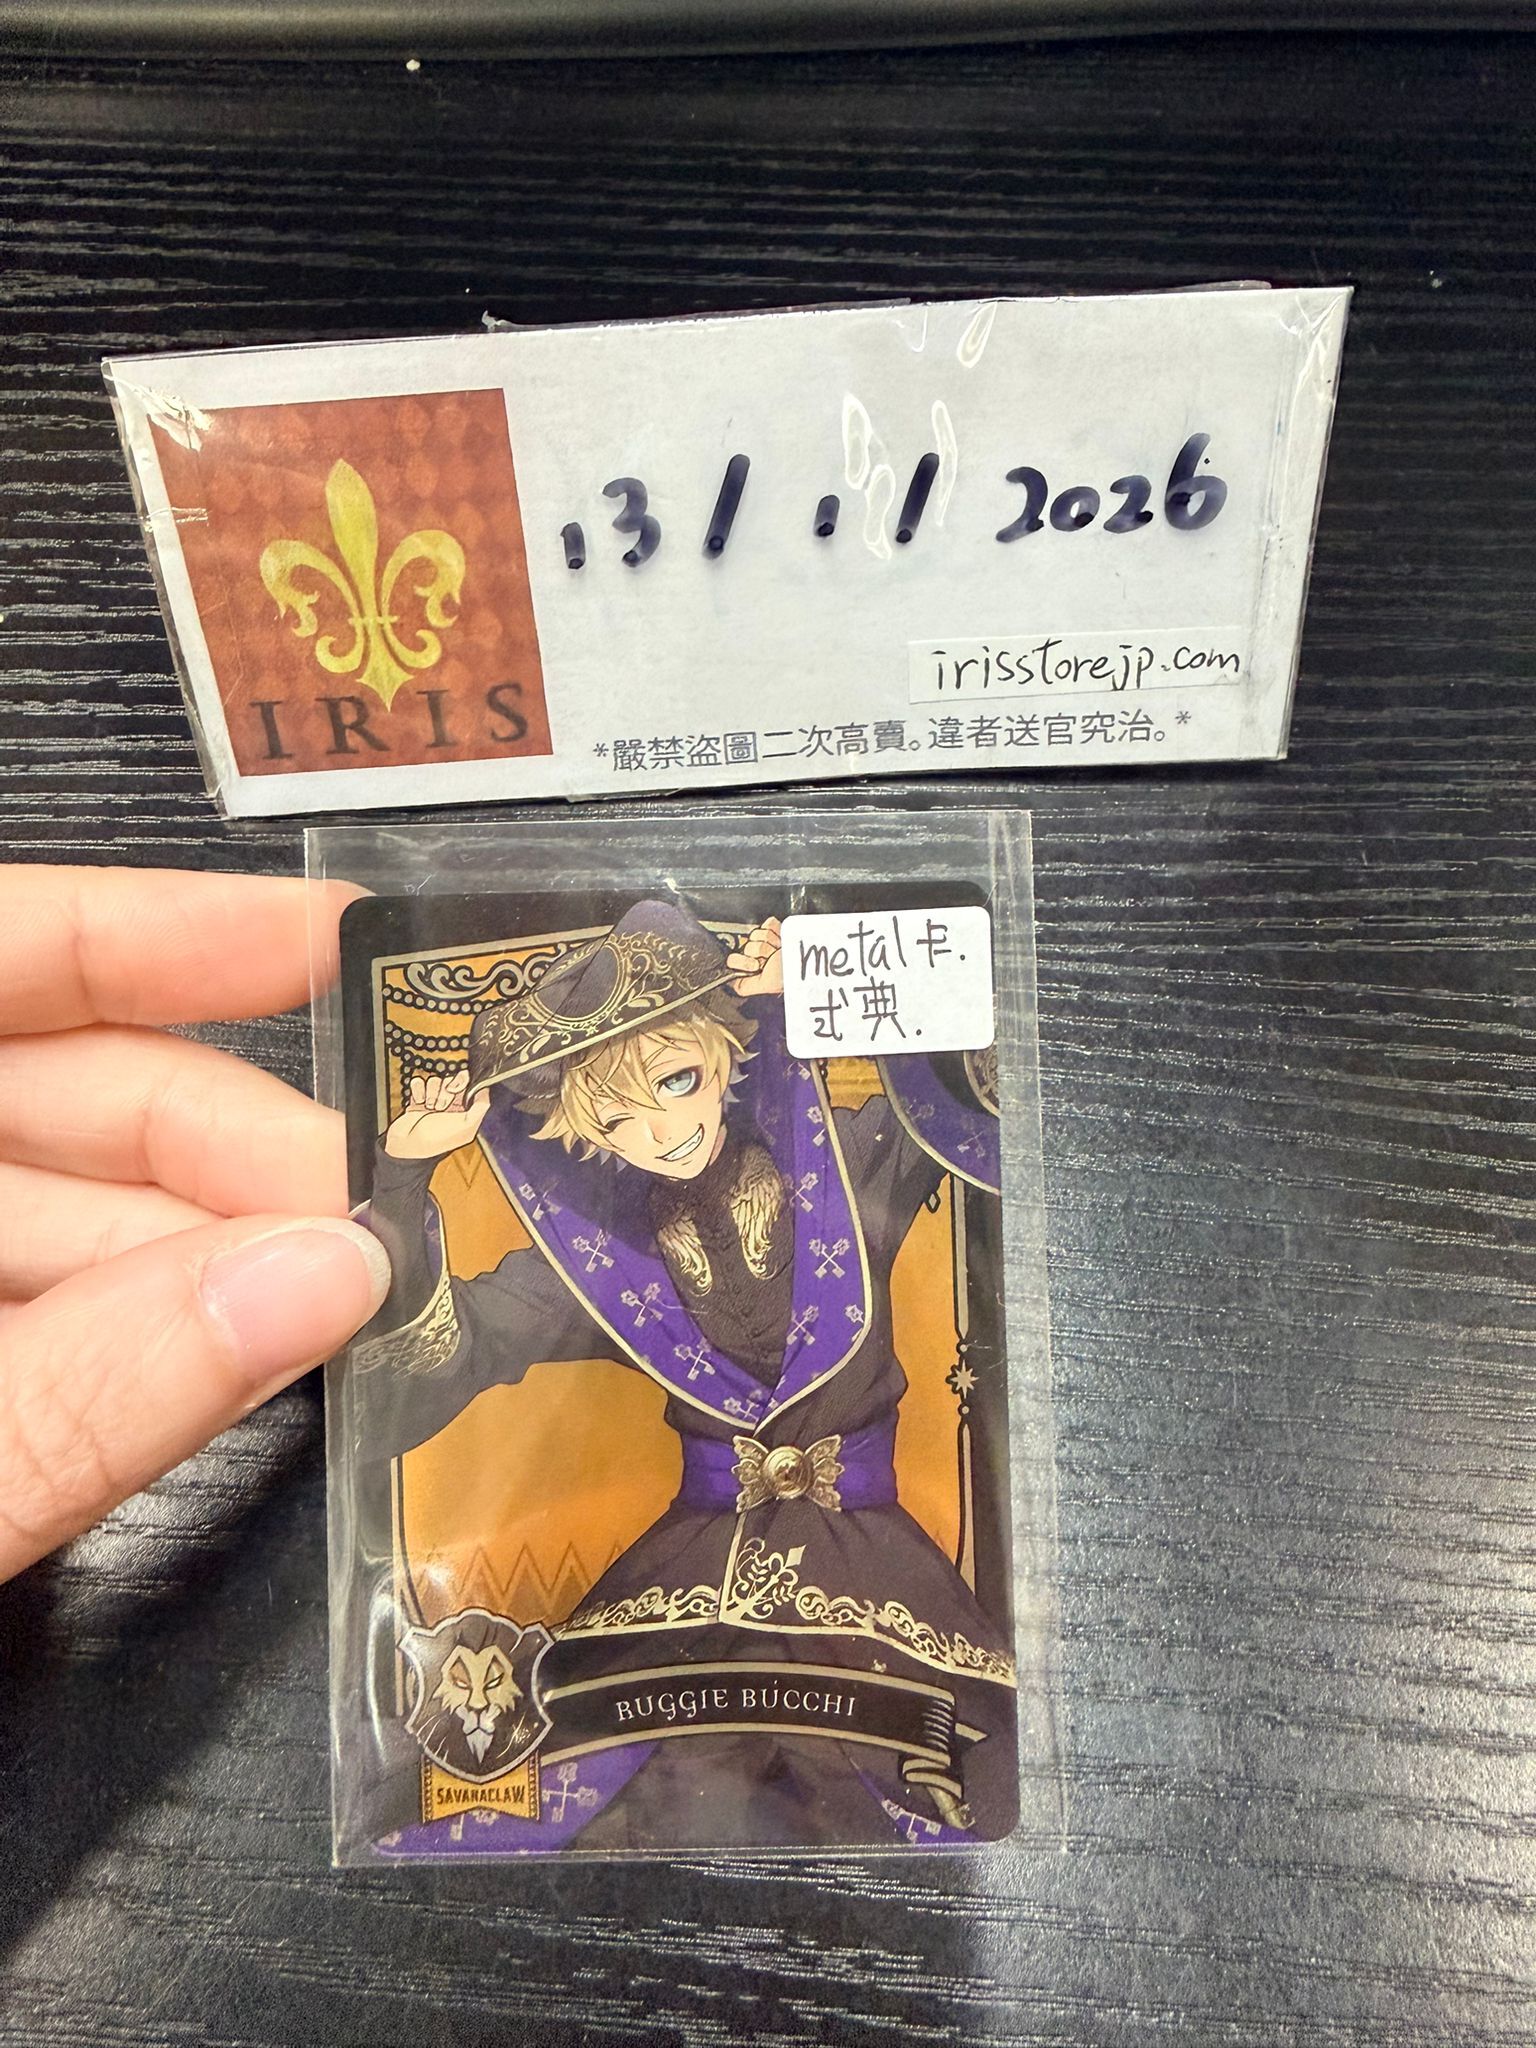 13/1/2026
IRIS
irisstorejp.com
*嚴禁盜圖二次高賣。違者送官究治。*
metal卡.
式典.
RUGGIE BUCCHI
SAVANACLAW